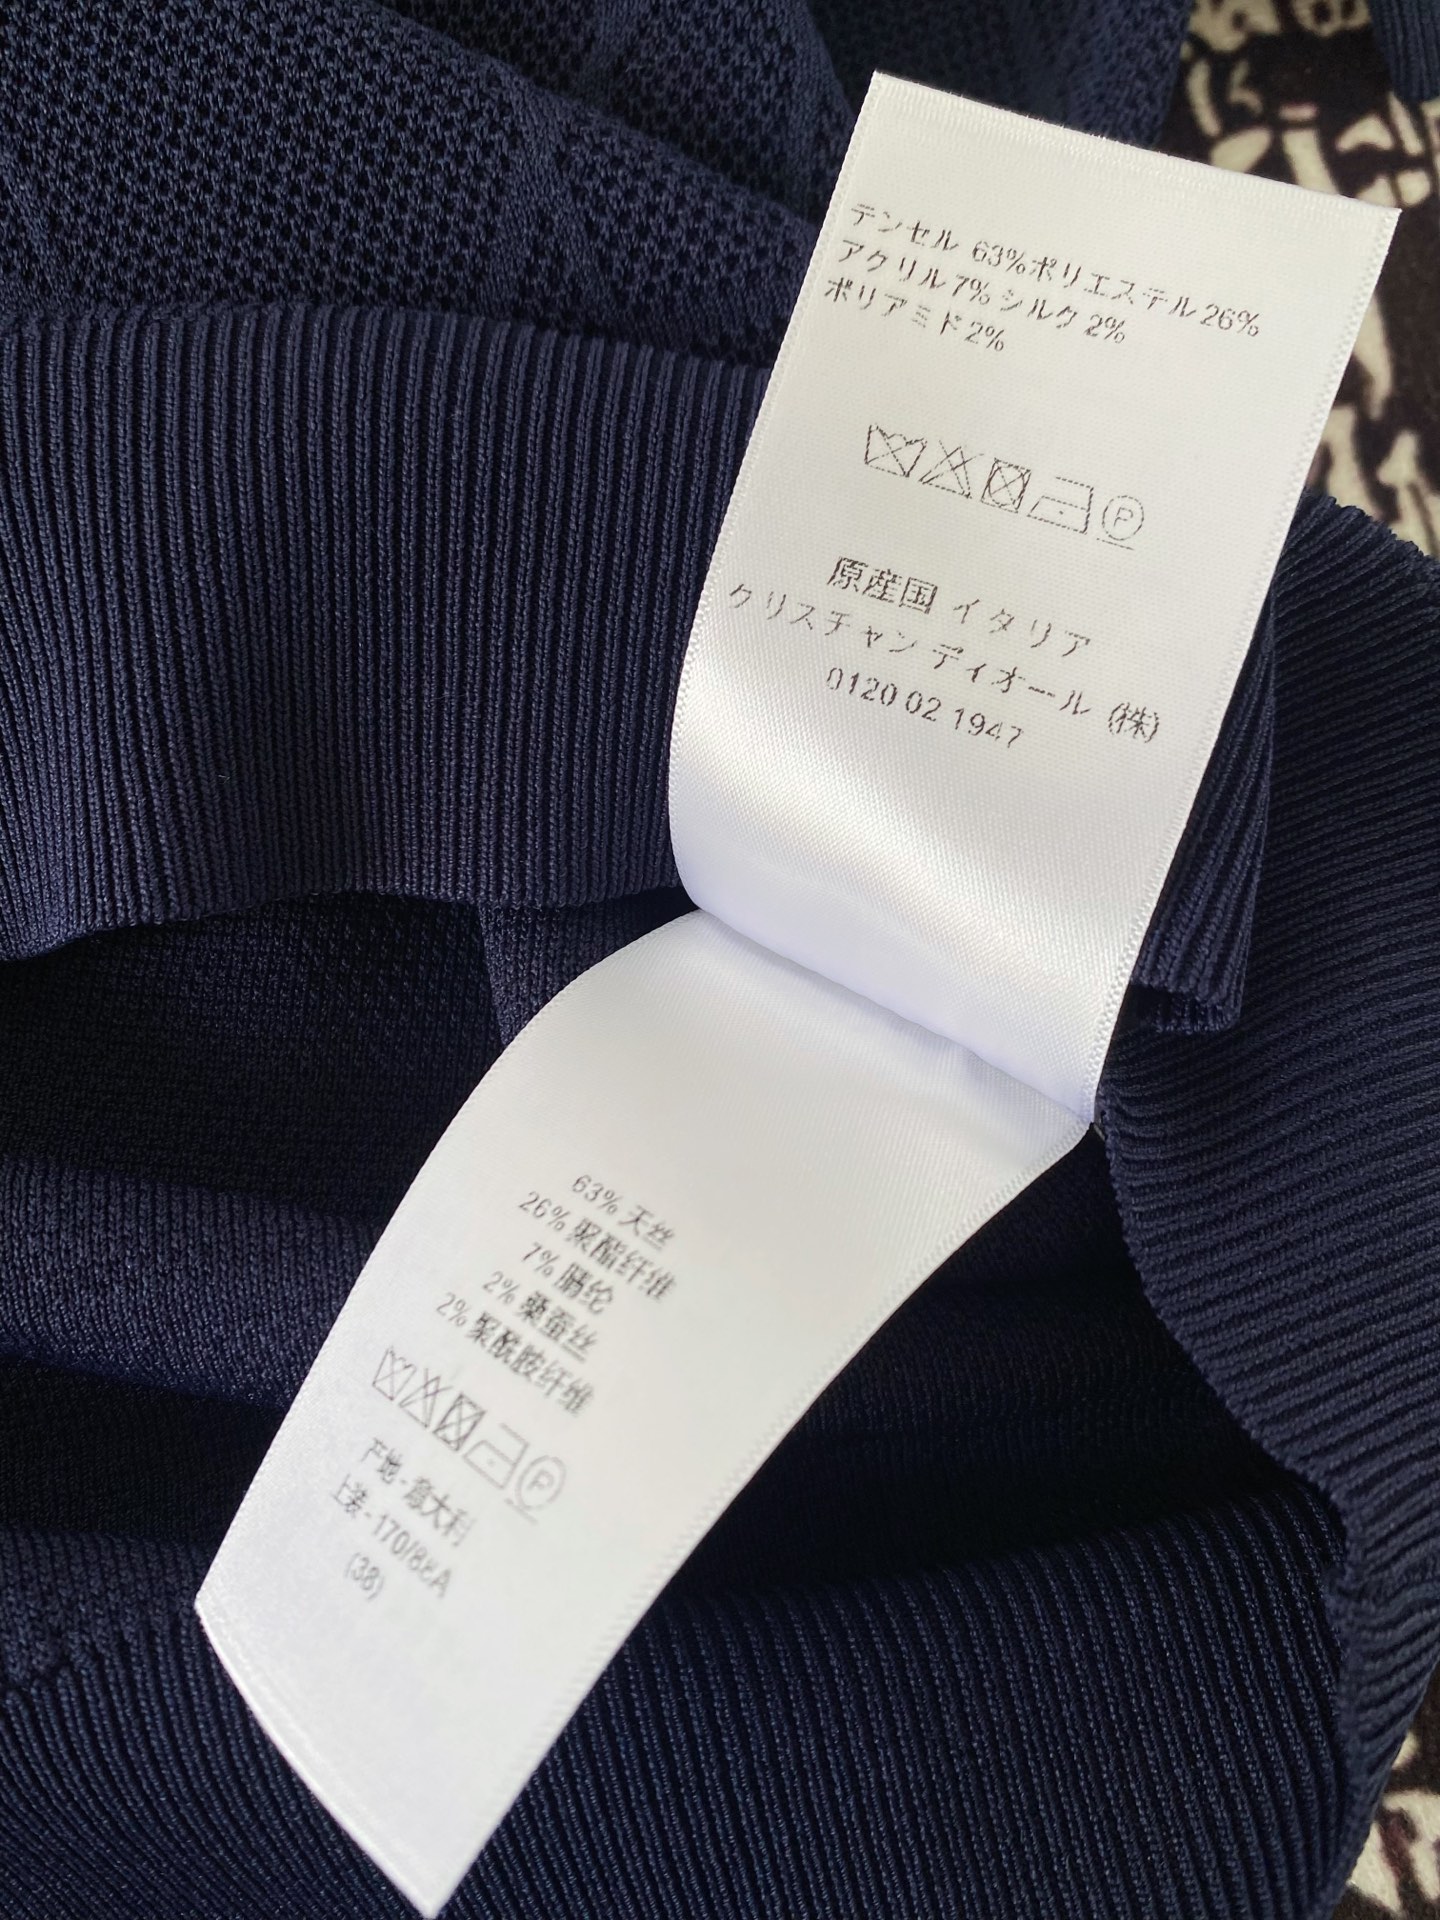 テンセル 63%ポリエステル 26%
アクリル 7% シルク 2%
ポリアミド 2%
P
原産国 イタリア
クリスチャン ディオール (株)
0120 02 1947
63% 天丝
26% 聚酯纤维
7% 腈纶
2% 桑蚕丝
2% 聚酰胺纤维
P
产地 - 意大利
上装 - 170/88A
(38)